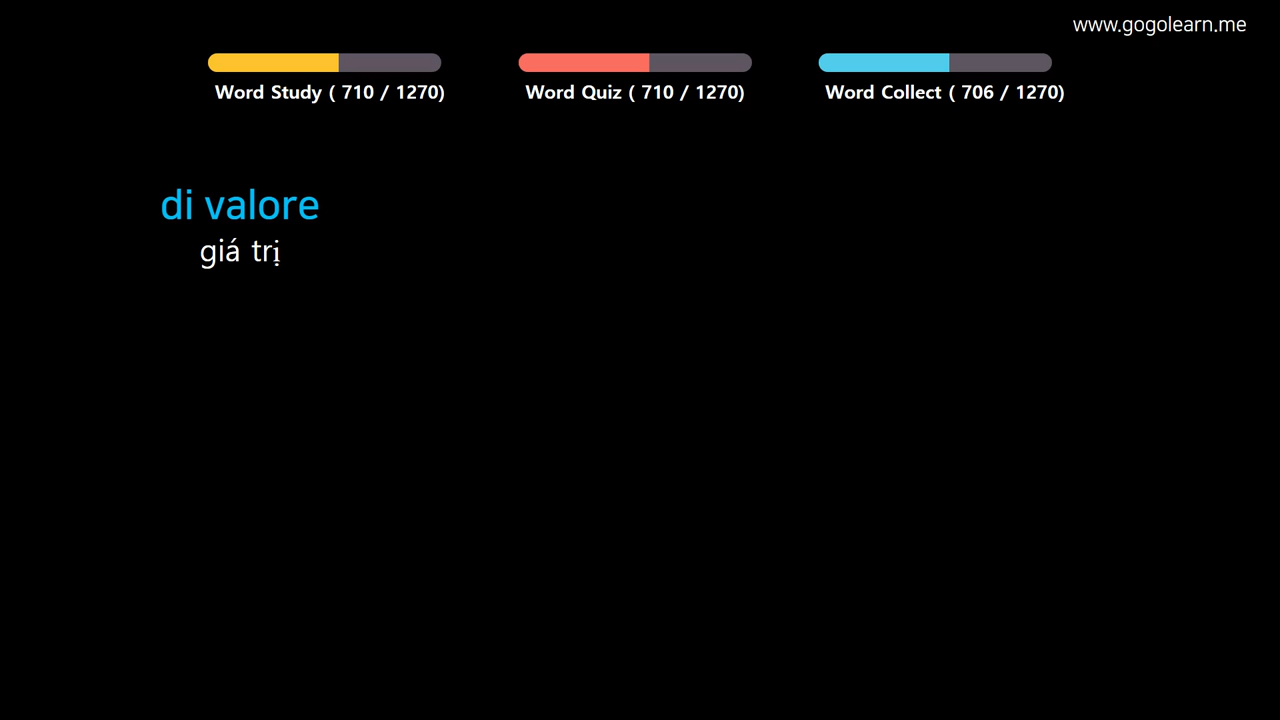 www.gogolearn.me
Word Study ( 710 / 1270)
Word Quiz ( 710 / 1270)
Word Collect ( 706 / 1270)
di valore
giá trị